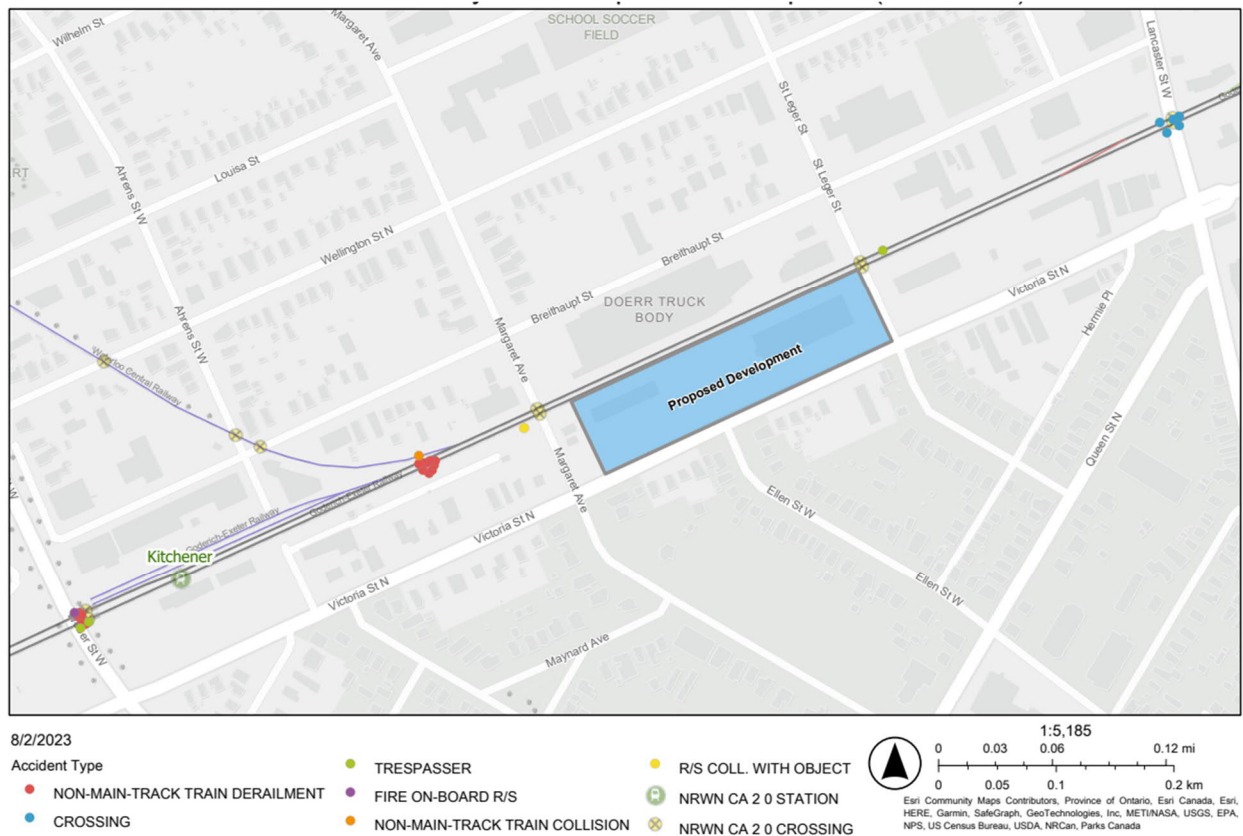 SCHOOL SOCCER
FIELD
Wilhelm St
Margaret Ave
Lancaster St W
St Leger St
Ahrens St W
Louisa St
St Leger St
Wellington St N
Breithaupt St
Victoria St N
Hermie Pl
DOERR TRUCK
BODY
Breithaupt St
Ahrens St W
Margaret Ave
Waterloo Central Railway
Proposed Development
Queen St N
Margaret Ave
Goderich-Exeter Railway
Goderich-Exeter Railway
Victoria St N
Ellen St W
Kitchener
Victoria St N
Ellen St W
Maynard Ave
8/2/2023
Accident Type
NON-MAIN-TRACK TRAIN DERAILMENT
CROSSING
TRESPASSER
FIRE ON-BOARD R/S
NON-MAIN-TRACK TRAIN COLLISION
R/S COLL. WITH OBJECT
NRWN CA 2 0 STATION
NRWN CA 2 0 CROSSING
1:5,185
0 0.03 0.06 0.12 mi
0 0.05 0.1 0.2 km
Esri Community Maps Contributors, Province of Ontario, Esri Canada, Esri,
HERE, Garmin, SafeGraph, GeoTechnologies, Inc, METI/NASA, USGS, EPA,
NPS, US Census Bureau, USDA, NRCan, Parks Canada